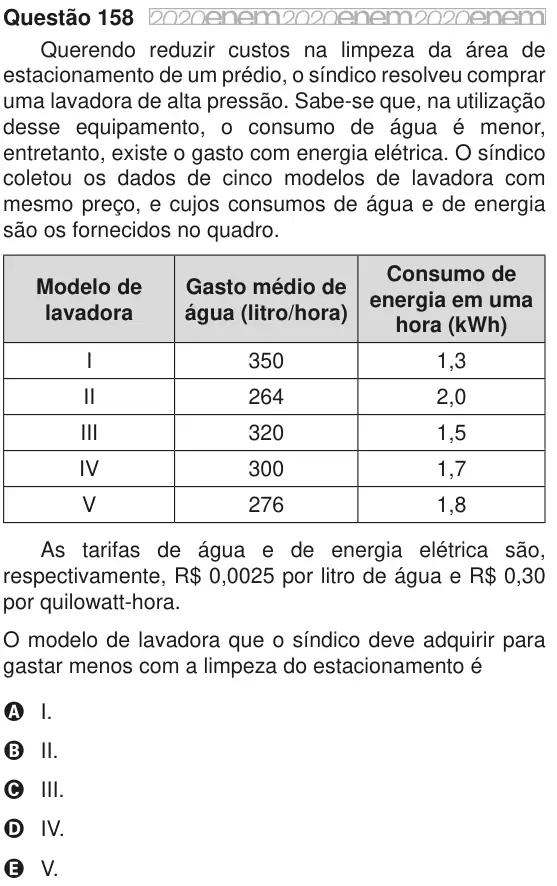 Questão 158 2020enem2020enem2020enem
Querendo reduzir custos na limpeza da área de
estacionamento de um prédio, o síndico resolveu comprar
uma lavadora de alta pressão. Sabe-se que, na utilização
desse equipamento, o consumo de água é menor,
entretanto, existe o gasto com energia elétrica. O síndico
coletou os dados de cinco modelos de lavadora com
mesmo preço, e cujos consumos de água e de energia
são os fornecidos no quadro.
Modelo de lavadora Gasto médio de água (litro/hora) Consumo de energia em uma hora (kWh)
I 350 1,3
II 264 2,0
III 320 1,5
IV 300 1,7
V 276 1,8
As tarifas de água e de energia elétrica são,
respectivamente, R$ 0,0025 por litro de água e R$ 0,30
por quilowatt-hora.
O modelo de lavadora que o síndico deve adquirir para
gastar menos com a limpeza do estacionamento é
A I.
B II.
C III.
D IV.
E V.